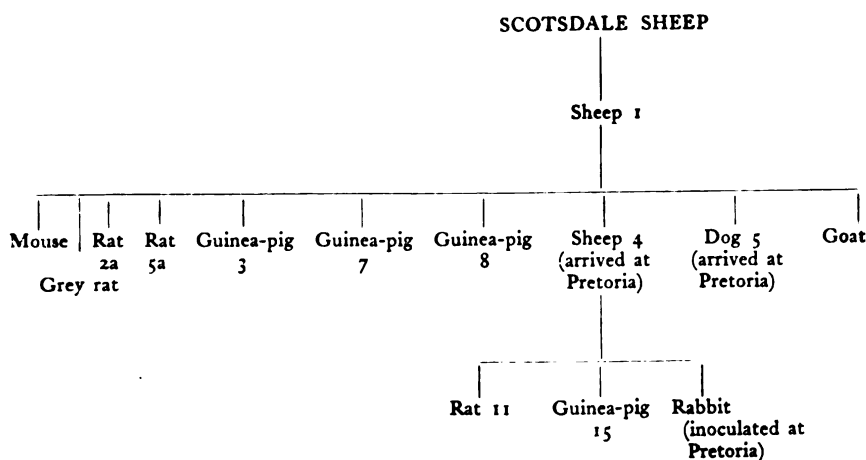 SCOTSDALE SHEEP
Sheep 1
Mouse
Grey rat
Rat
2a
Rat
5a
Guinea-pig
3
Guinea-pig
7
Guinea-pig
8
Sheep 4
(arrived at
Pretoria)
Dog 5
(arrived at
Pretoria)
Goat
Rat 11
Guinea-pig
15
Rabbit
(inoculated at
Pretoria)